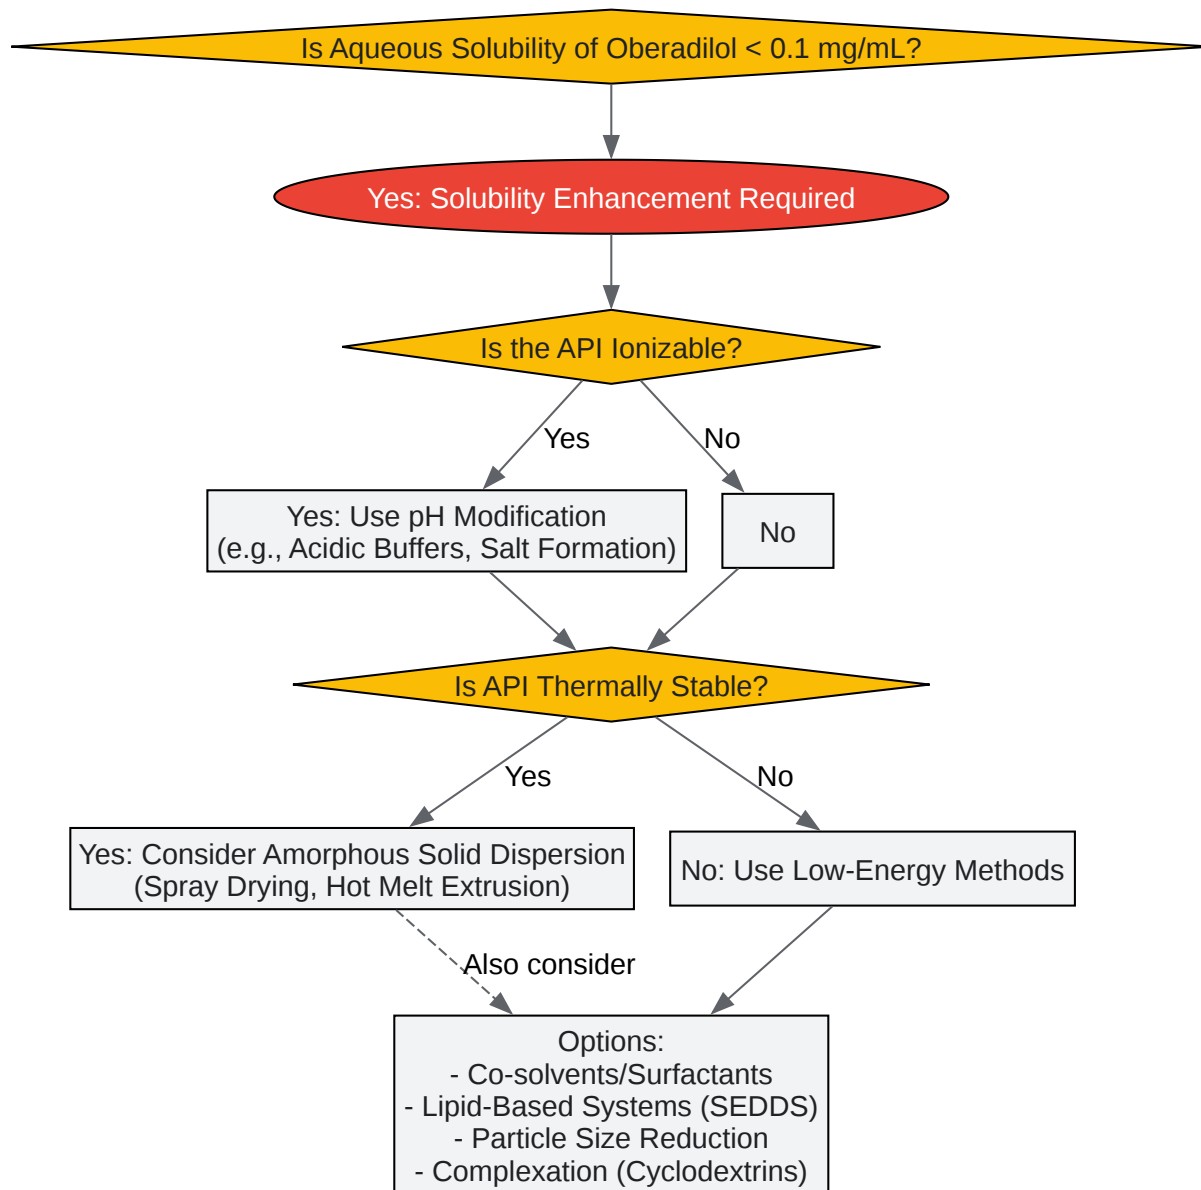 Is Aqueous Solubility of Oberadilol < 0.1 mg/mL?
Yes: Solubility Enhancement Required
Is the API Ionizable?
Yes
No
Yes: Use pH Modification
(e.g., Acidic Buffers, Salt Formation)
No
Is API Thermally Stable?
Yes
No
Yes: Consider Amorphous Solid Dispersion
(Spray Drying, Hot Melt Extrusion)
No: Use Low-Energy Methods
Also consider
Options:
- Co-solvents/Surfactants
- Lipid-Based Systems (SEDDS)
- Particle Size Reduction
- Complexation (Cyclodextrins)